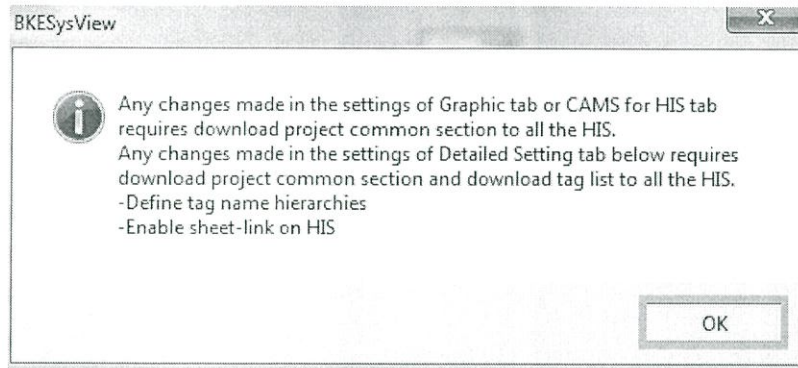 BKESysView
Any changes made in the settings of Graphic tab or CAMS for HIS tab
requires download project common section to all the HIS.
Any changes made in the settings of Detailed Setting tab below requires
download project common section and download tag list to all the HIS.
-Define tag name hierarchies
-Enable sheet-link on HIS
OK